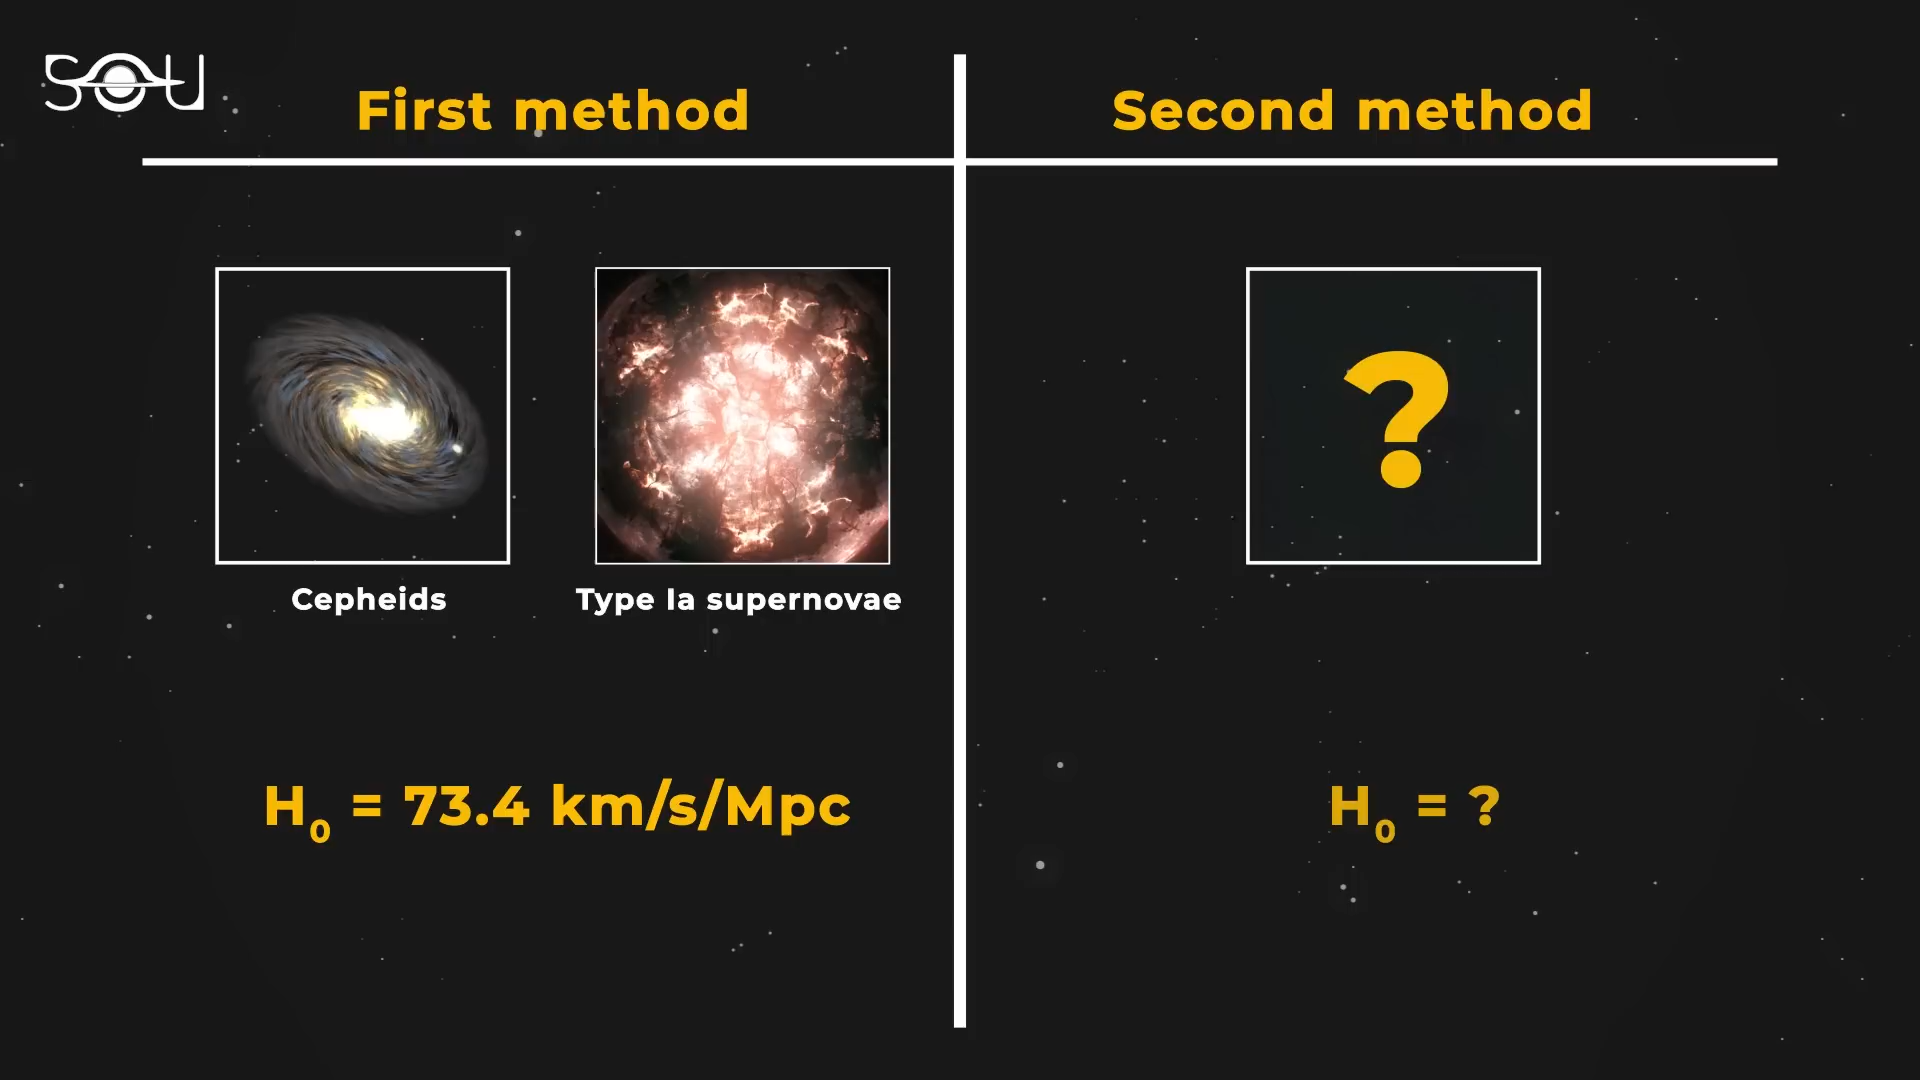 SOU
First method
Second method
?
Cepheids
Type Ia supernovae
H₀ = 73.4 km/s/Mpc
H₀ = ?